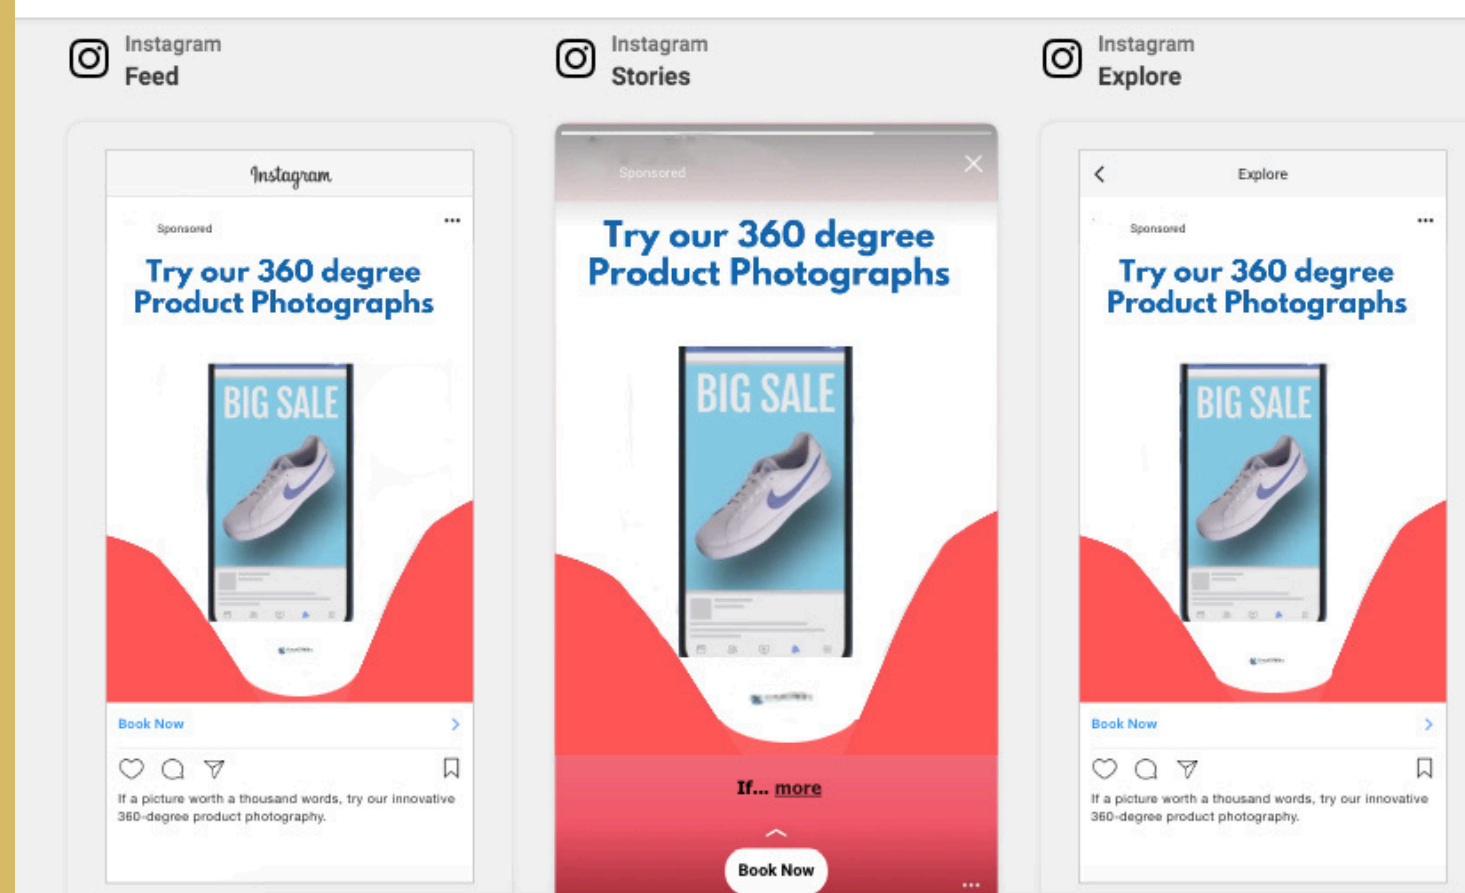 Instagram
Feed
Instagram
Sponsored
Try our 360 degree
Product Photographs
BIG SALE
Book Now
If a picture worth a thousand words, try our innovative
360-degree product photography.
Instagram
Stories
Sponsored
Try our 360 degree
Product Photographs
BIG SALE
If... more
Book Now
Instagram
Explore
Explore
Sponsored
Try our 360 degree
Product Photographs
BIG SALE
Book Now
If a picture worth a thousand words, try our innovative
360-degree product photography.